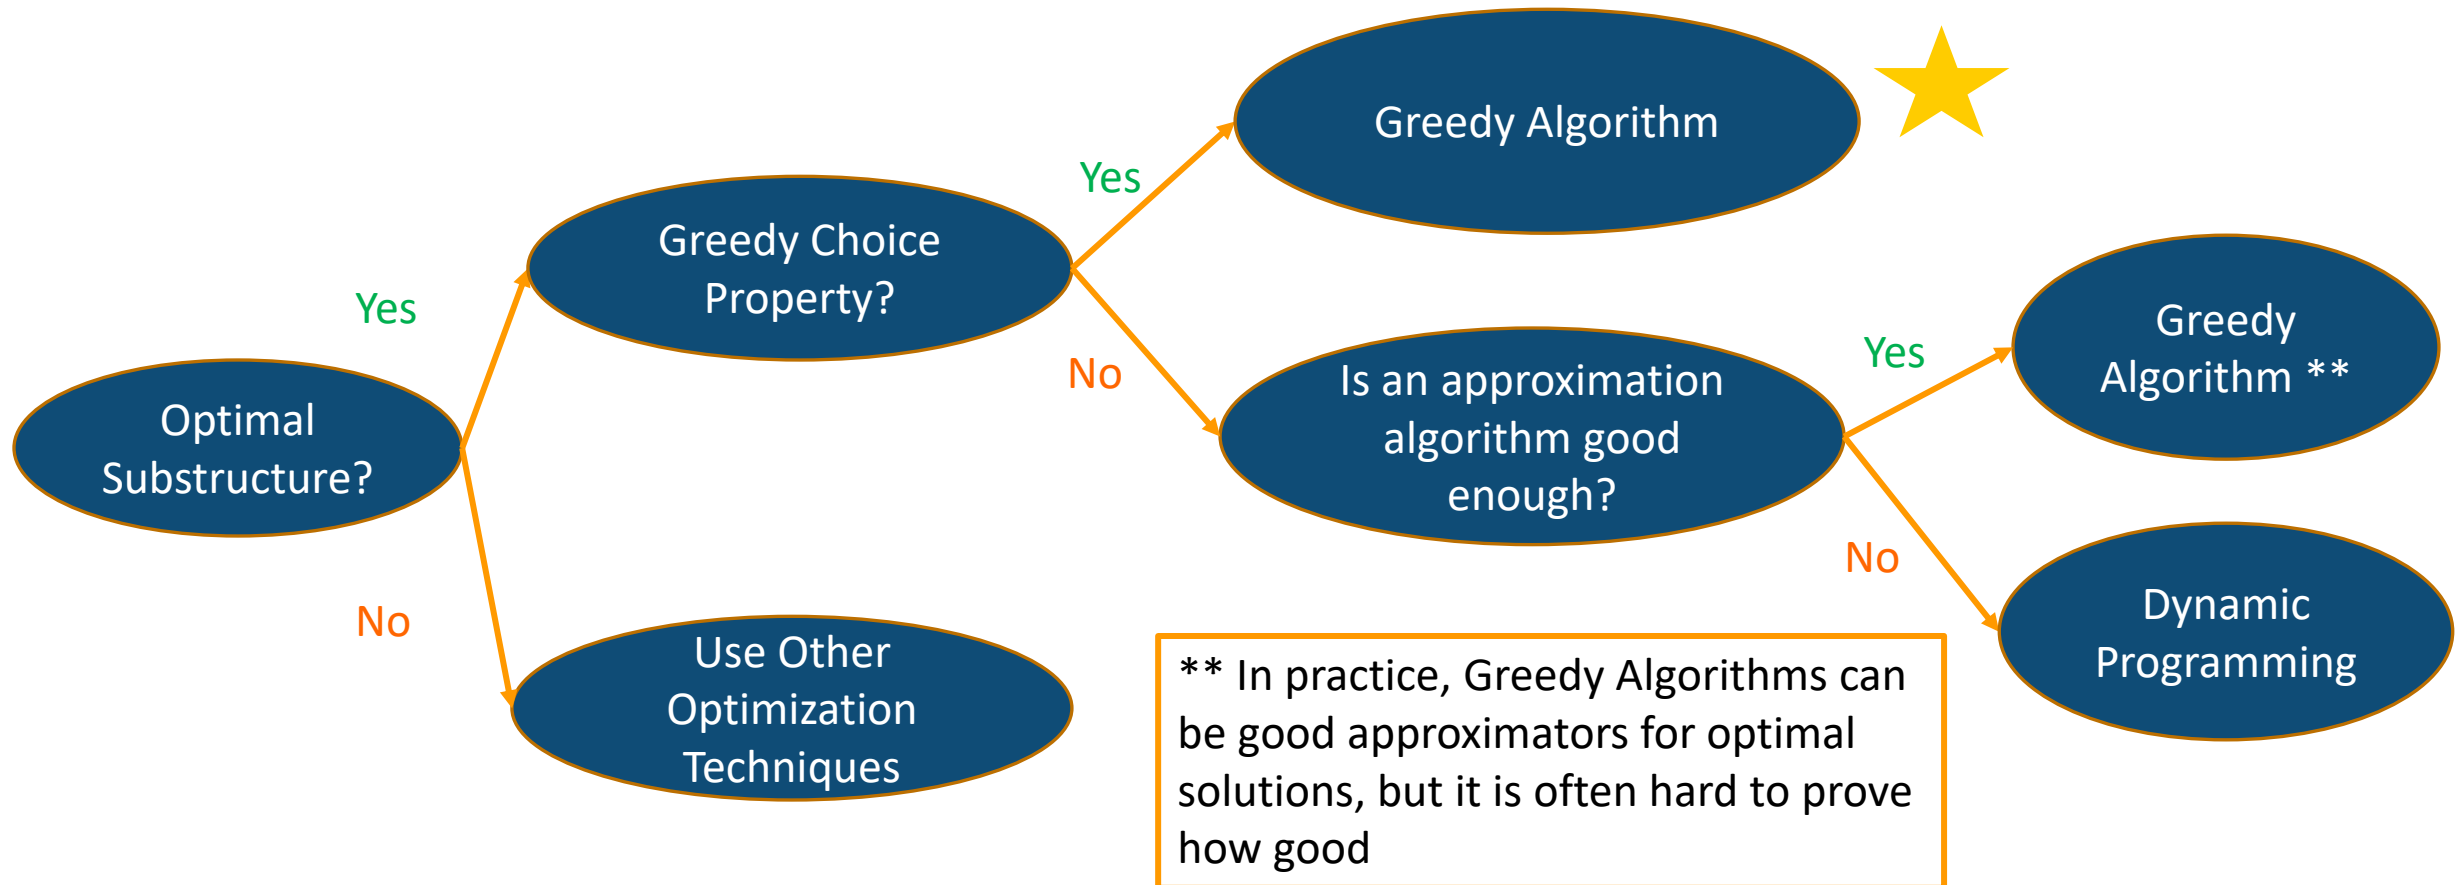 Greedy Algorithm
Yes
Greedy Choice
Property?
Yes
No
Optimal
Substructure?
Is an approximation
algorithm good
enough?
Yes
Greedy
Algorithm **
No
No
Use Other
Optimization
Techniques
Dynamic
Programming
** In practice, Greedy Algorithms can
be good approximators for optimal
solutions, but it is often hard to prove
how good